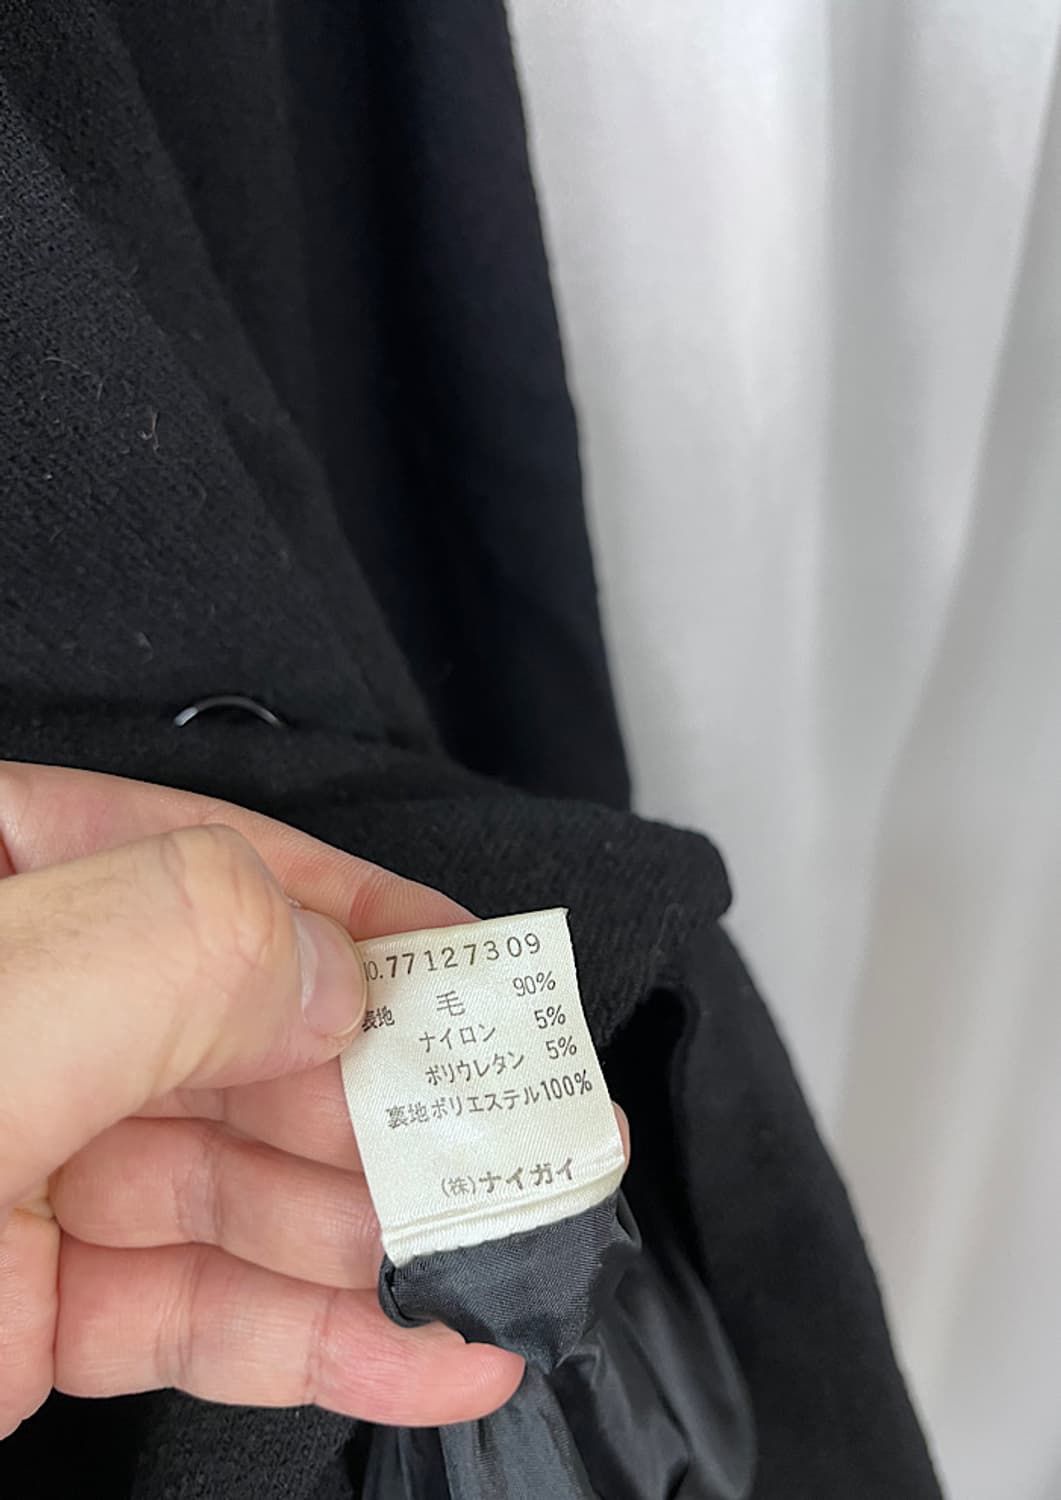 NO.77127309
表地 毛 90%
ナイロン 5%
ポリウレタン 5%
裏地ポリエステル100%
(株)ナイガイ